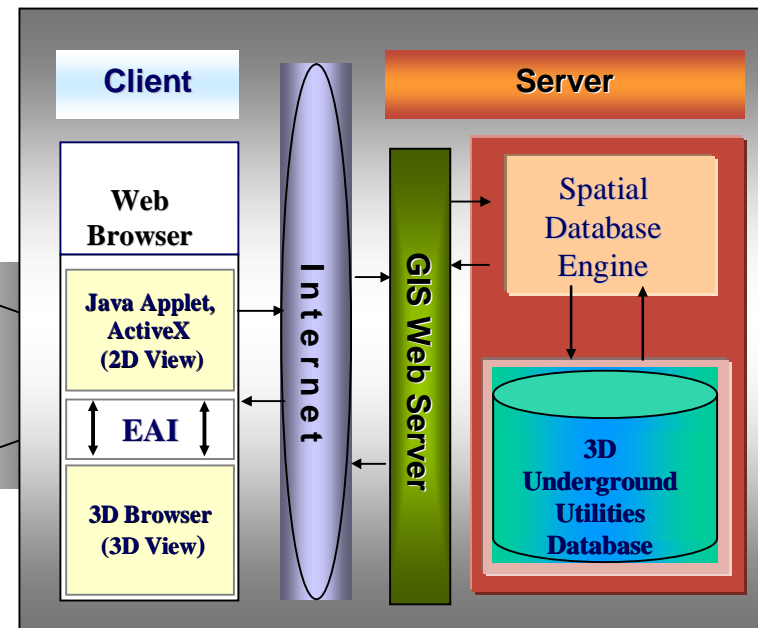 Client
Server
Web
Browser
Java Applet,
ActiveX
(2D View)
EAI
3D Browser
(3D View)
Internet
GIS Web Server
Spatial
Database
Engine
3D
Underground
Utilities
Database